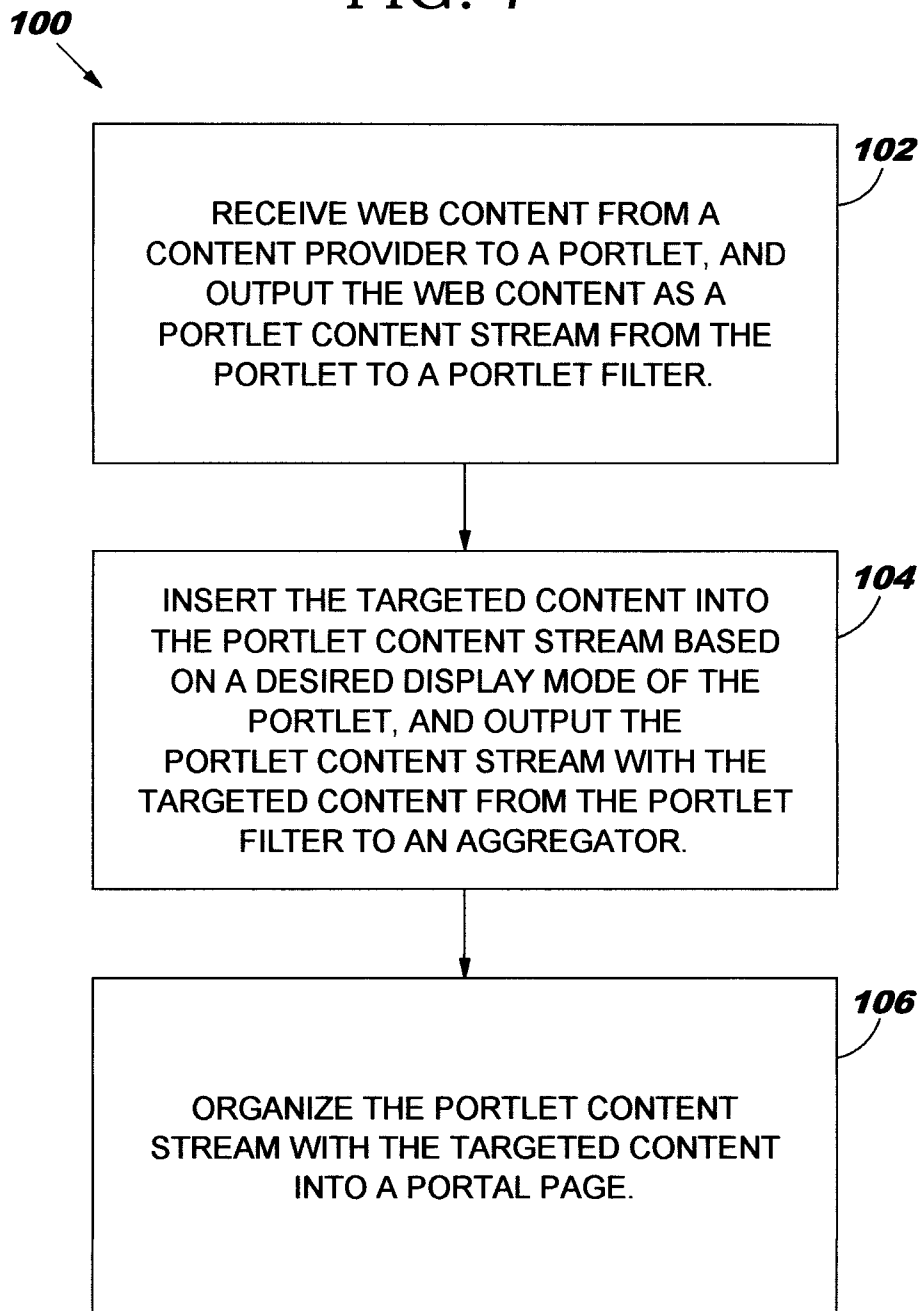 FIG. 7
100
102
RECEIVE WEB CONTENT FROM A
CONTENT PROVIDER TO A PORTLET, AND
OUTPUT THE WEB CONTENT AS A
PORTLET CONTENT STREAM FROM THE
PORTLET TO A PORTLET FILTER.
104
INSERT THE TARGETED CONTENT INTO
THE PORTLET CONTENT STREAM BASED
ON A DESIRED DISPLAY MODE OF THE
PORTLET, AND OUTPUT THE
PORTLET CONTENT STREAM WITH THE
TARGETED CONTENT FROM THE PORTLET
FILTER TO AN AGGREGATOR.
106
ORGANIZE THE PORTLET CONTENT
STREAM WITH THE TARGETED CONTENT
INTO A PORTAL PAGE.